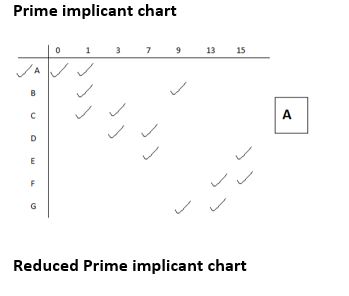 Prime implicant chart
0 1 3 7 9 13 15
A
B
C
A
D
E
F
G
Reduced Prime implicant chart